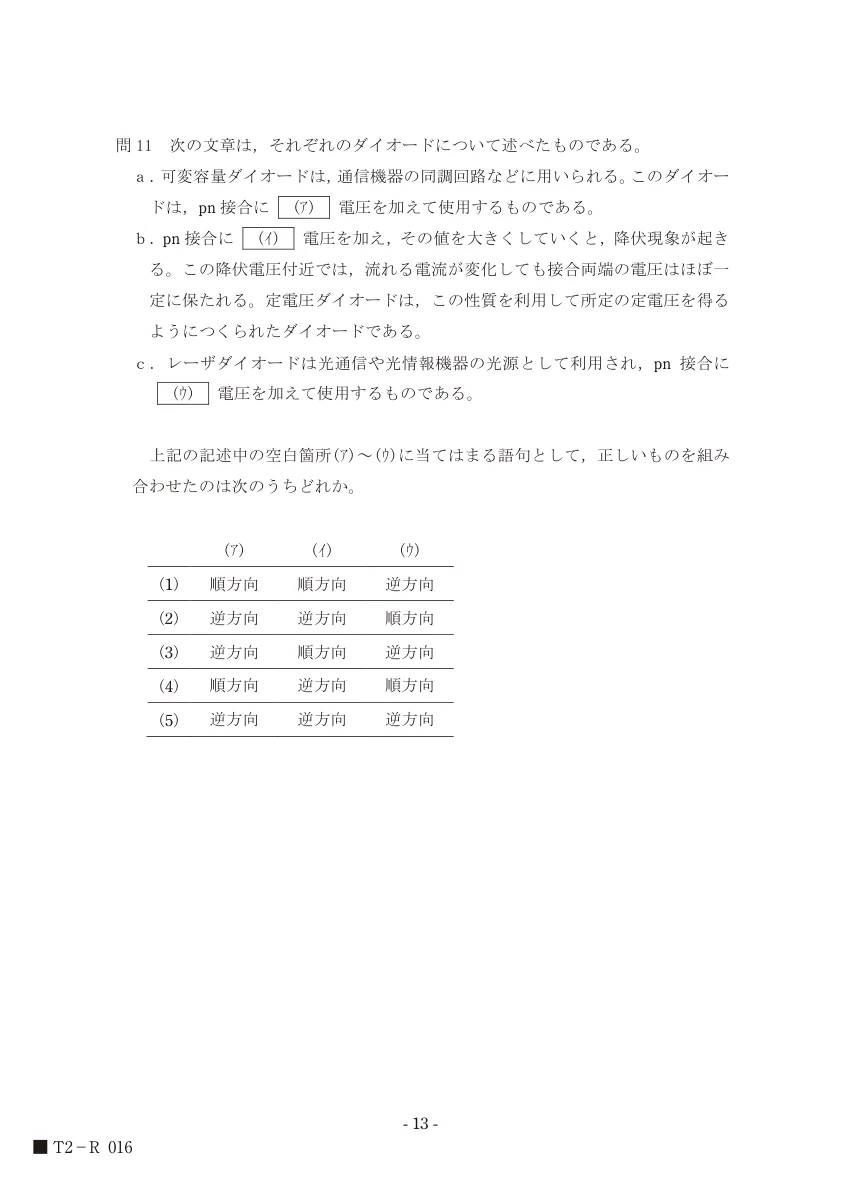 問11　次の文章は，それぞれのダイオードについて述べたものである。
ａ．可変容量ダイオードは，通信機器の同調回路などに用いられる。このダイオー
ドは，pn接合に (ｱ) 電圧を加えて使用するものである。
ｂ．pn接合に (ｲ) 電圧を加え，その値を大きくしていくと，降伏現象が起き
る。この降伏電圧付近では，流れる電流が変化しても接合両端の電圧はほぼ一
定に保たれる。定電圧ダイオードは，この性質を利用して所定の定電圧を得る
ようにつくられたダイオードである。
ｃ．レーザダイオードは光通信や光情報機器の光源として利用され，pn 接合に
(ｳ) 電圧を加えて使用するものである。
上記の記述中の空白箇所(ｱ)～(ｳ)に当てはまる語句として，正しいものを組み
合わせたのは次のうちどれか。
(ｱ) (ｲ) (ｳ)
(1) 順方向 順方向 逆方向
(2) 逆方向 逆方向 順方向
(3) 逆方向 順方向 逆方向
(4) 順方向 逆方向 順方向
(5) 逆方向 逆方向 逆方向
- 13 -
■ T2－R 016